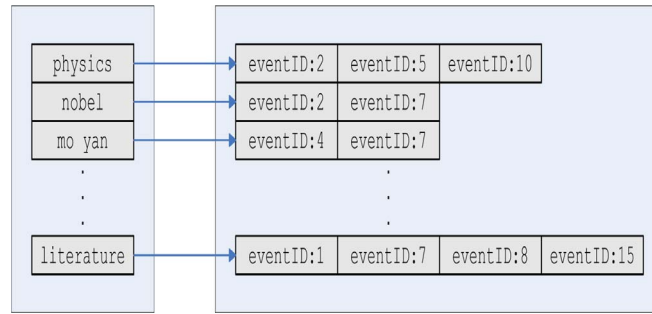 physics eventID:2 eventID:5 eventID:10
nobel eventID:2 eventID:7
mo yan eventID:4 eventID:7
. .
. .
. .
literature eventID:1 eventID:7 eventID:8 eventID:15